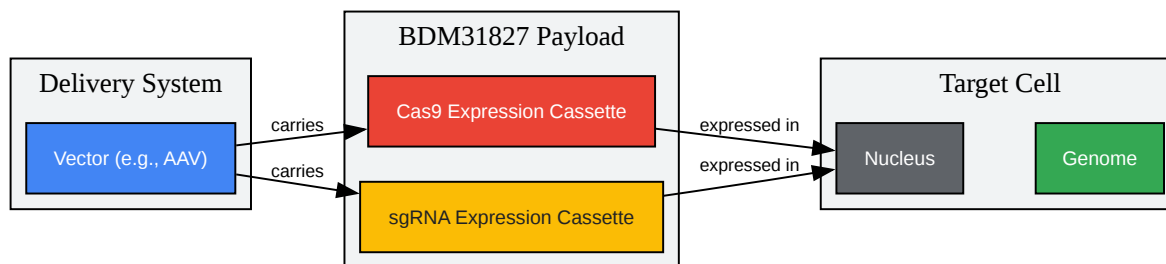 Delivery System
Vector (e.g., AAV)
carries
carries
BDM31827 Payload
Cas9 Expression Cassette
sgRNA Expression Cassette
expressed in
expressed in
Target Cell
Nucleus
Genome